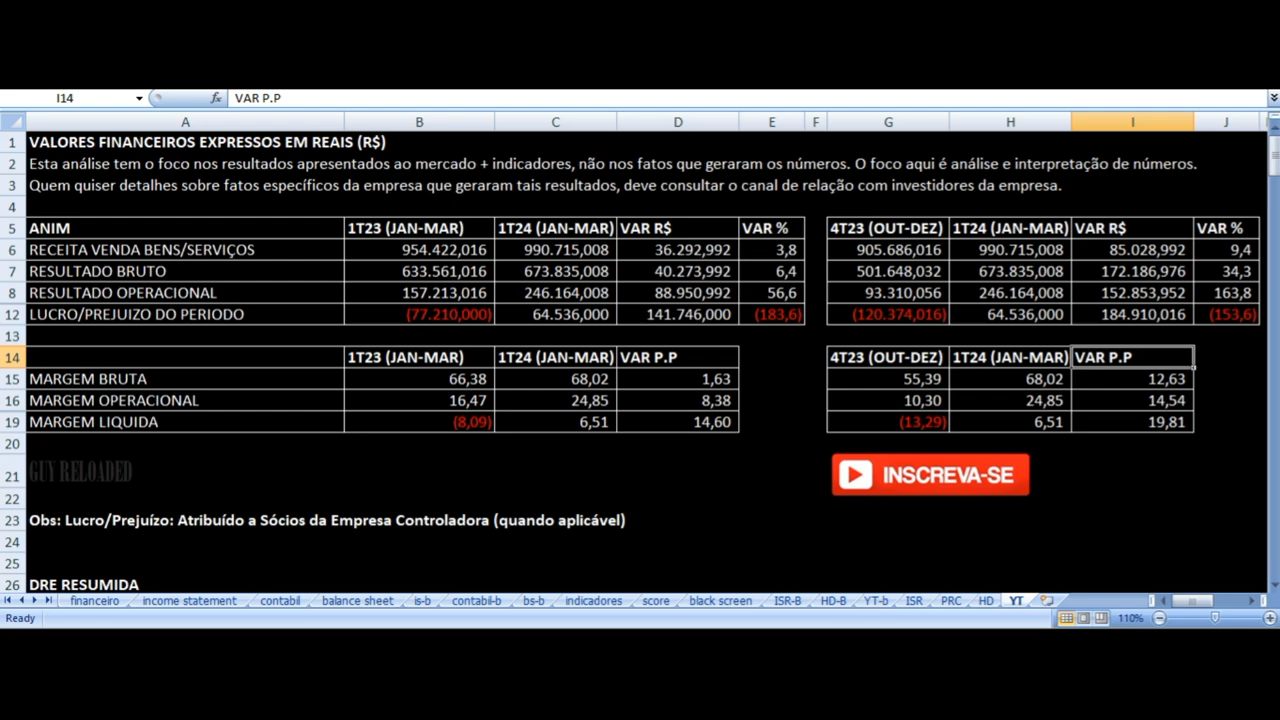 I14 fx VAR P.P
A B C D E F G H I J
1 VALORES FINANCEIROS EXPRESSOS EM REAIS (R$)
2 Esta análise tem o foco nos resultados apresentados ao mercado + indicadores, não nos fatos que geraram os números. O foco aqui é análise e interpretação de números.
3 Quem quiser detalhes sobre fatos específicos da empresa que geraram tais resultados, deve consultar o canal de relação com investidores da empresa.
4
5 ANIM 1T23 (JAN-MAR) 1T24 (JAN-MAR) VAR R$ VAR % 4T23 (OUT-DEZ) 1T24 (JAN-MAR) VAR R$ VAR %
6 RECEITA VENDA BENS/SERVIÇOS 954.422,016 990.715,008 36.292,992 3,8 905.686,016 990.715,008 85.028,992 9,4
7 RESULTADO BRUTO 633.561,016 673.835,008 40.273,992 6,4 501.648,032 673.835,008 172.186,976 34,3
8 RESULTADO OPERACIONAL 157.213,016 246.164,008 88.950,992 56,6 93.310,056 246.164,008 152.853,952 163,8
12 LUCRO/PREJUIZO DO PERIODO (77.210,000) 64.536,000 141.746,000 (183,6) (120.374,016) 64.536,000 184.910,016 (153,6)
13
14 1T23 (JAN-MAR) 1T24 (JAN-MAR) VAR P.P 4T23 (OUT-DEZ) 1T24 (JAN-MAR) VAR P.P
15 MARGEM BRUTA 66,38 68,02 1,63 55,39 68,02 12,63
16 MARGEM OPERACIONAL 16,47 24,85 8,38 10,30 24,85 14,54
19 MARGEM LIQUIDA (8,09) 6,51 14,60 (13,29) 6,51 19,81
20
21 GUY RELOADED INSCREVA-SE
22
23 Obs: Lucro/Prejuízo: Atribuído a Sócios da Empresa Controladora (quando aplicável)
24
25
26 DRE RESUMIDA
financeiro income statement contabil balance sheet is-b contabil-b bs-b indicadores score black screen ISR-B HD-B YT-b ISR PRC HD YT
Ready 110%